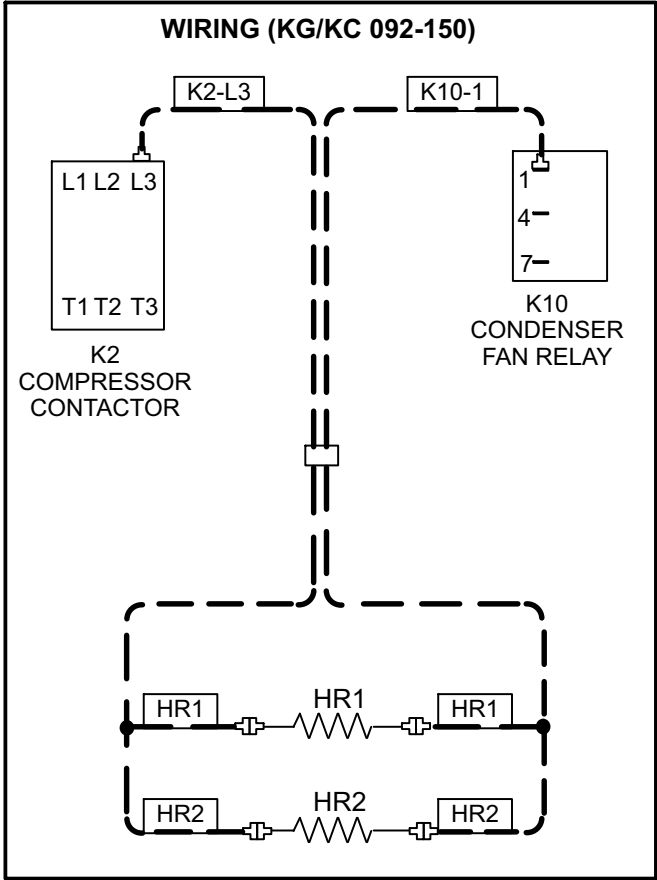 WIRING (KG/KC 092-150)
K2-L3
K10-1
L1 L2 L3
T1 T2 T3
K2
COMPRESSOR
CONTACTOR
1
4
7
K10
CONDENSER
FAN RELAY
HR1
HR1
HR1
HR2
HR2
HR2